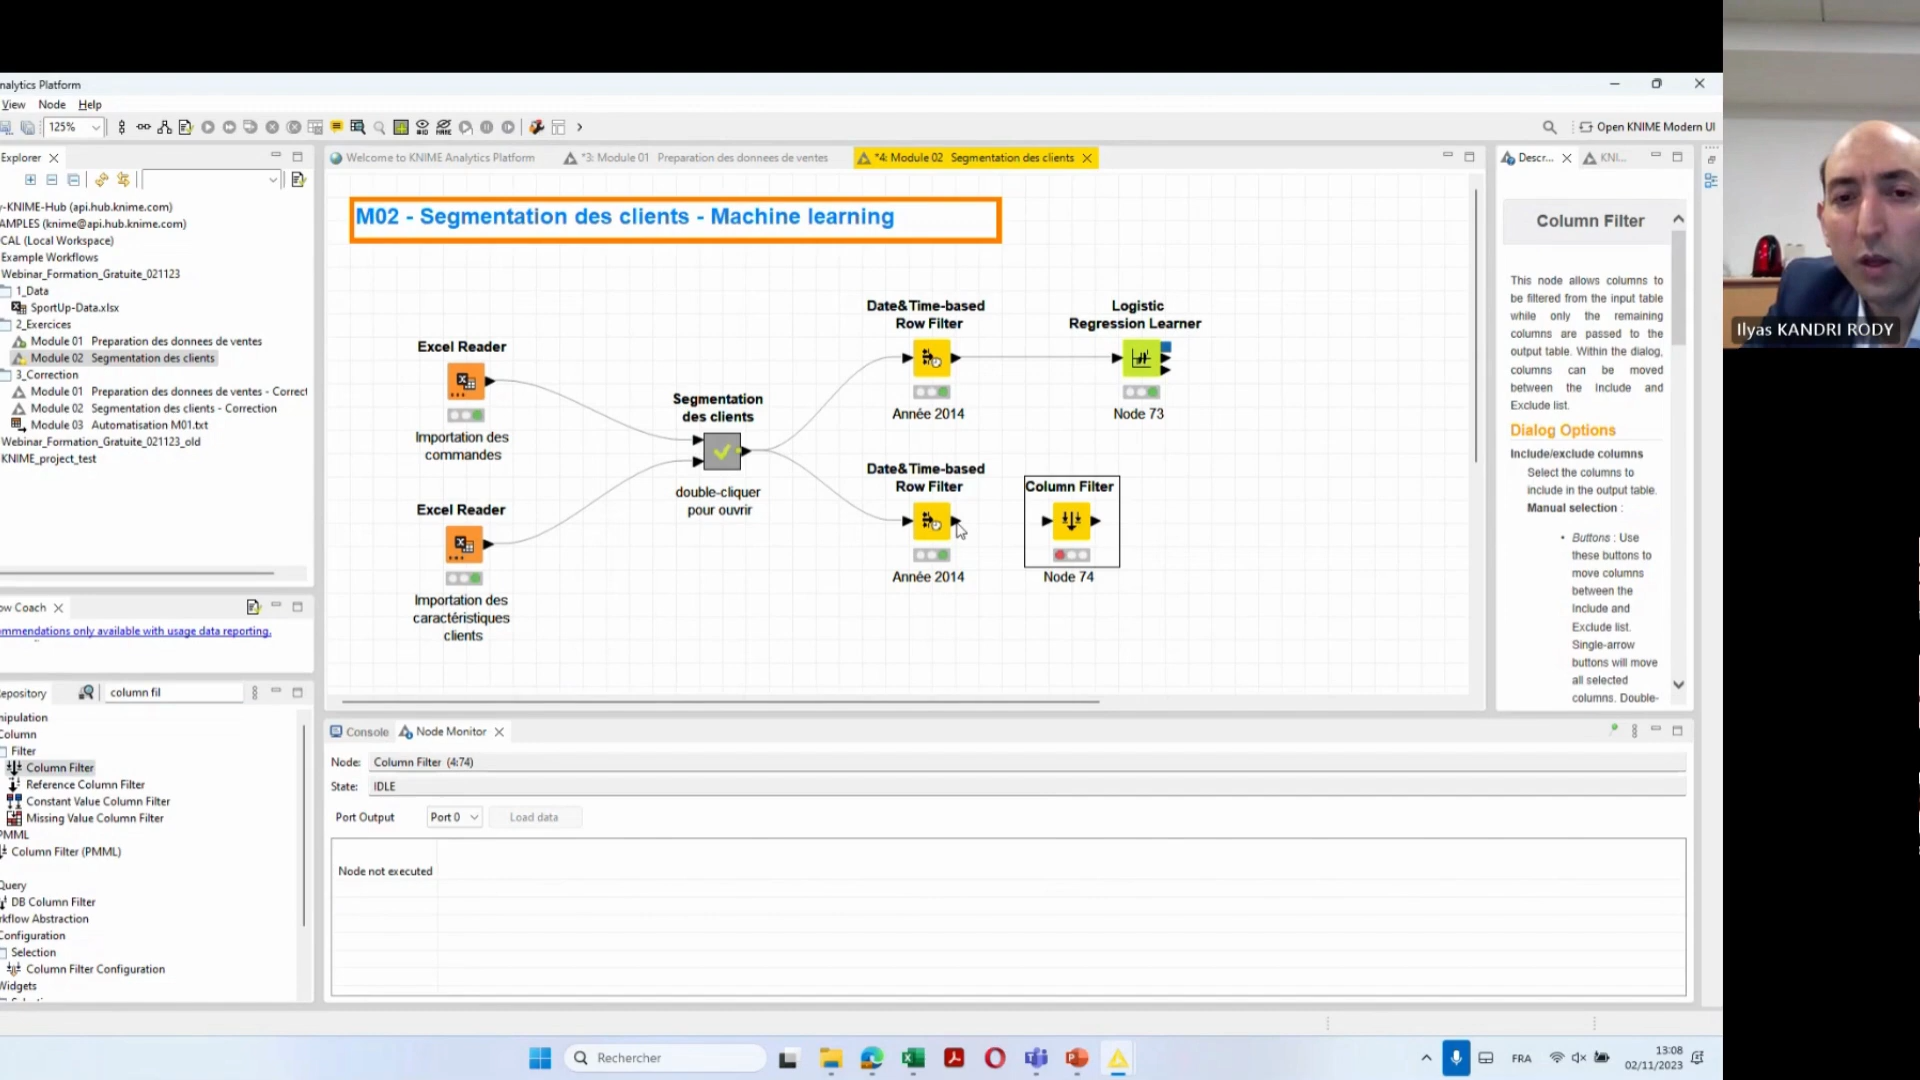 nalytics Platform
View Node Help
125%
Open KNIME Modern UI
Explorer
Welcome to KNIME Analytics Platform
*3: Module 01 Preparation des donnees de ventes
*4: Module 02 Segmentation des clients
Descr...
KNI...
y-KNIME-Hub (api.hub.knime.com)
AMPLES (knime@api.hub.knime.com)
CAL (Local Workspace)
Example Workflows
Webinar_Formation_Gratuite_021123
1_Data
SportUp-Data.xlsx
2_Exercices
Module 01 Preparation des donnees de ventes
Module 02 Segmentation des clients
3_Correction
Module 01 Preparation des donnees de ventes - Correct
Module 02 Segmentation des clients - Correction
Module 03 Automatisation M01.txt
Webinar_Formation_Gratuite_021123_old
KNIME_project_test
ow Coach
ommendations only available with usage data reporting.
epository
column fil
nipulation
Column
Filter
Column Filter
Reference Column Filter
Constant Value Column Filter
Missing Value Column Filter
PMML
Column Filter (PMML)
Query
DB Column Filter
rkflow Abstraction
Configuration
Selection
Column Filter Configuration
Widgets
M02 - Segmentation des clients - Machine learning
Excel Reader
Importation des
commandes
Excel Reader
Importation des
caractéristiques
clients
Segmentation
des clients
double-cliquer
pour ouvrir
Date&Time-based
Row Filter
Année 2014
Logistic
Regression Learner
Node 73
Date&Time-based
Row Filter
Année 2014
Column Filter
Node 74
Column Filter
This node allows columns to
be filtered from the input table
while only the remaining
columns are passed to the
output table. Within the dialog,
columns can be moved
between the Include and
Exclude list.
Dialog Options
Include/exclude columns
Select the columns to
include in the output table.
Manual selection :
• Buttons : Use
these buttons to
move columns
between the
Include and
Exclude list.
Single-arrow
buttons will move
all selected
columns. Double-
Console
Node Monitor
Node: Column Filter (4:74)
State: IDLE
Port Output Port 0 Load data
Node not executed
Ilyas KANDRI RODY
Rechercher
FRA
13:08
02/11/2023